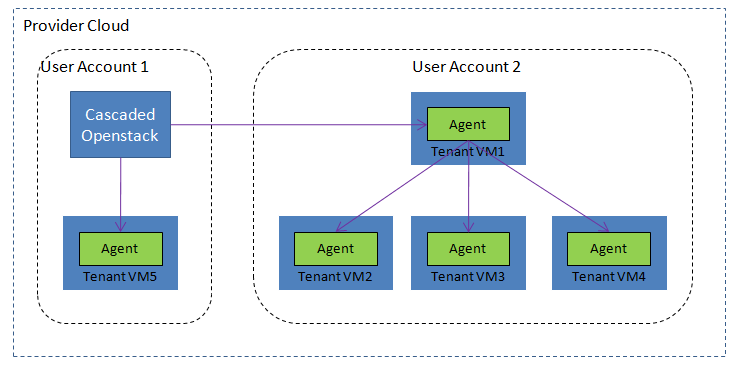 Provider Cloud
User Account 1
User Account 2
Cascaded
Openstack
Agent
Tenant VM1
Agent
Tenant VM5
Agent
Tenant VM2
Agent
Tenant VM3
Agent
Tenant VM4